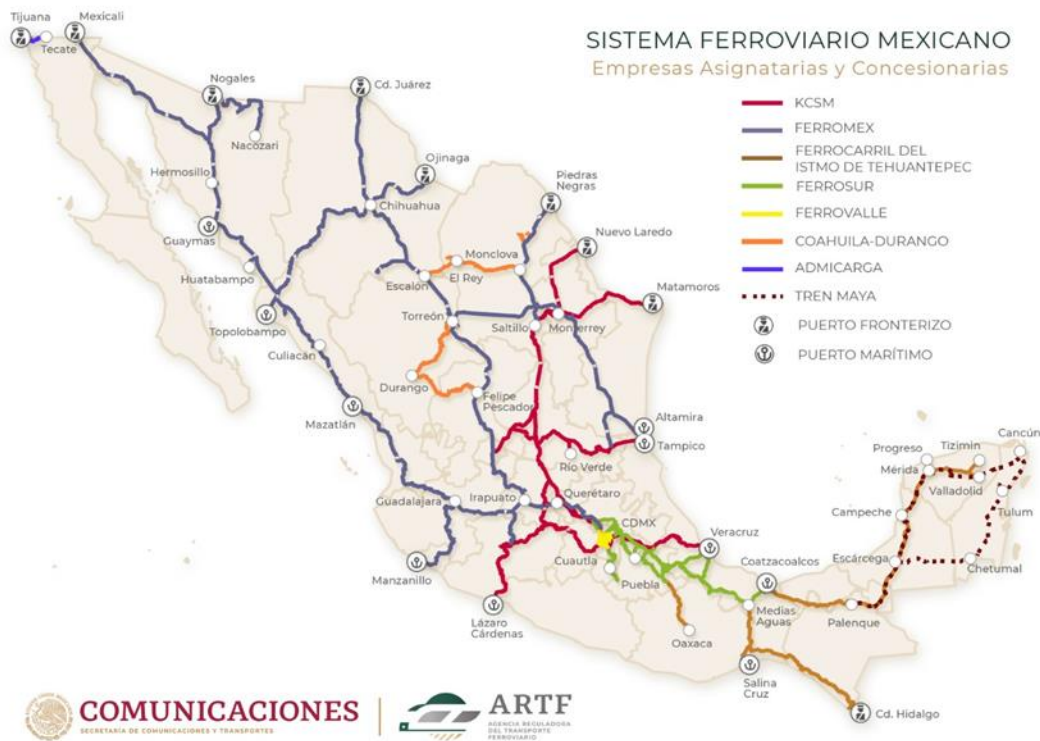 SISTEMA FERROVIARIO MEXICANO
Empresas Asignatarias y Concesionarias
KCSM
FERROMEX
FERROCARRIL DEL
ISTMO DE TEHUANTEPEC
FERROSUR
FERROVALLE
COAHUILA-DURANGO
ADMICARGA
TREN MAYA
PUERTO FRONTERIZO
PUERTO MARÍTIMO
Tijuana
Mexicali
Tecate
Nogales
Cd. Juárez
Nacozari
Ojinaga
Hermosillo
Piedras
Negras
Chihuahua
Guaymas
Nuevo Laredo
Monclova
Huatabampo
El Rey
Escalón
Matamoros
Topolobampo
Torreón
Saltillo
Monterrey
Culiacán
Durango
Felipe
Pescador
Mazatlán
Altamira
Tampico
Río Verde
Cancún
Progreso
Tizimin
Mérida
Valladolid
Guadalajara
Irapuato
Querétaro
Tulum
Campeche
CDMX
Veracruz
Escárcega
Coatzacoalcos
Cuautla
Chetumal
Manzanillo
Puebla
Lázaro
Cárdenas
Medias
Aguas
Palenque
Oaxaca
Salina
Cruz
Cd. Hidalgo
COMUNICACIONES
SECRETARÍA DE COMUNICACIONES Y TRANSPORTES
ARTF
AGENCIA REGULADORA
DEL TRANSPORTE
FERROVIARIO